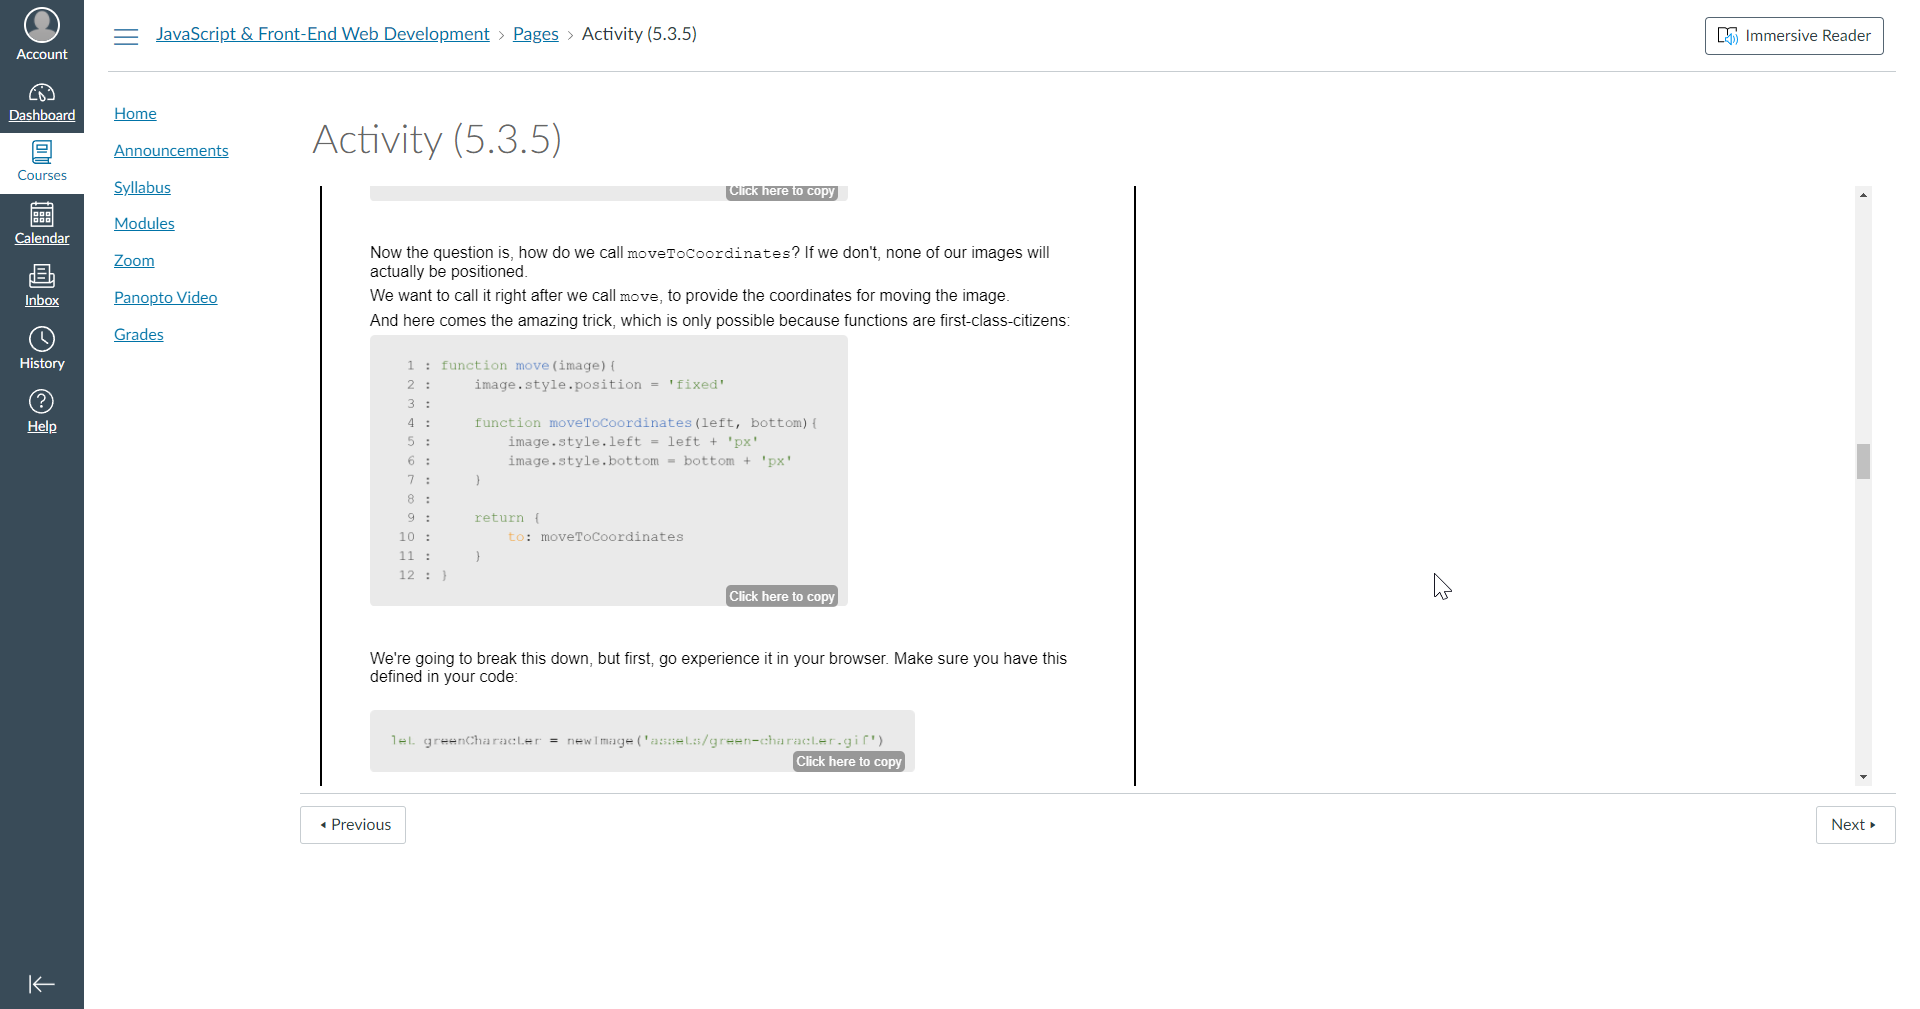 Account
Dashboard
Courses
Calendar
Inbox
History
Help
JavaScript & Front-End Web Development › Pages › Activity (5.3.5)
Immersive Reader
Home
Announcements
Syllabus
Modules
Zoom
Panopto Video
Grades
Activity (5.3.5)
Click here to copy
Now the question is, how do we call moveToCoordinates? If we don't, none of our images will
actually be positioned.
We want to call it right after we call move, to provide the coordinates for moving the image.
And here comes the amazing trick, which is only possible because functions are first-class-citizens:
1 : function move(image){
2 :     image.style.position = 'fixed'
3 :
4 :     function moveToCoordinates(left, bottom){
5 :         image.style.left = left + 'px'
6 :         image.style.bottom = bottom + 'px'
7 :     }
8 :
9 :     return {
10 :         to: moveToCoordinates
11 :     }
12 : }
Click here to copy
We're going to break this down, but first, go experience it in your browser. Make sure you have this
defined in your code:
let greenCharacter = newImage('assets/green-character.gif')
Click here to copy
Previous
Next